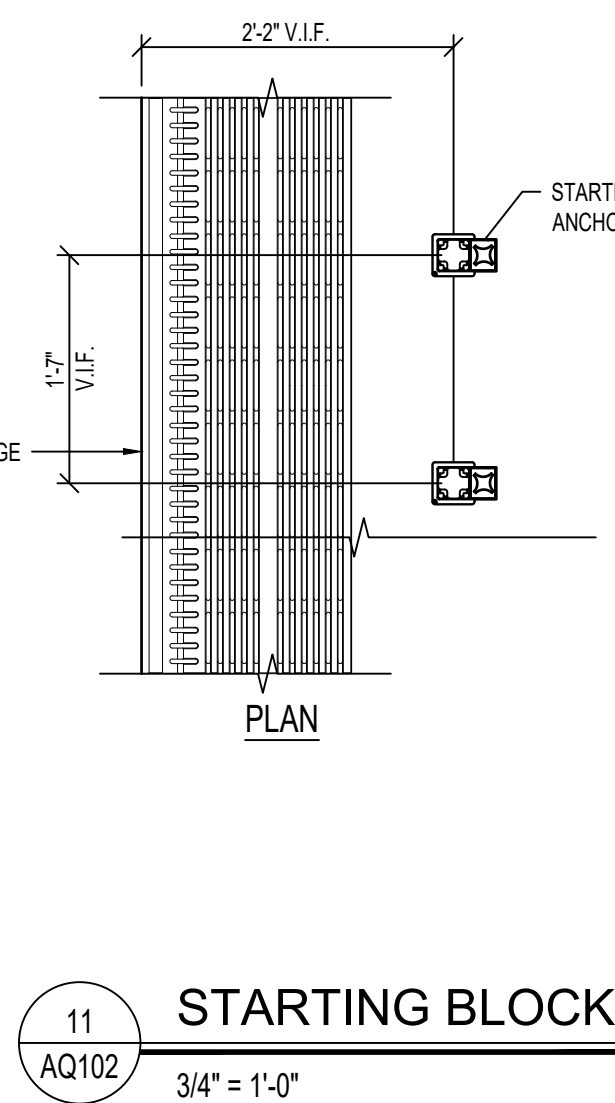 2'-2" V.I.F.
STARTI
ANCHO
1'-7"
V.I.F.
GE
PLAN
11
AQ102
STARTING BLOCK
3/4" = 1'-0"